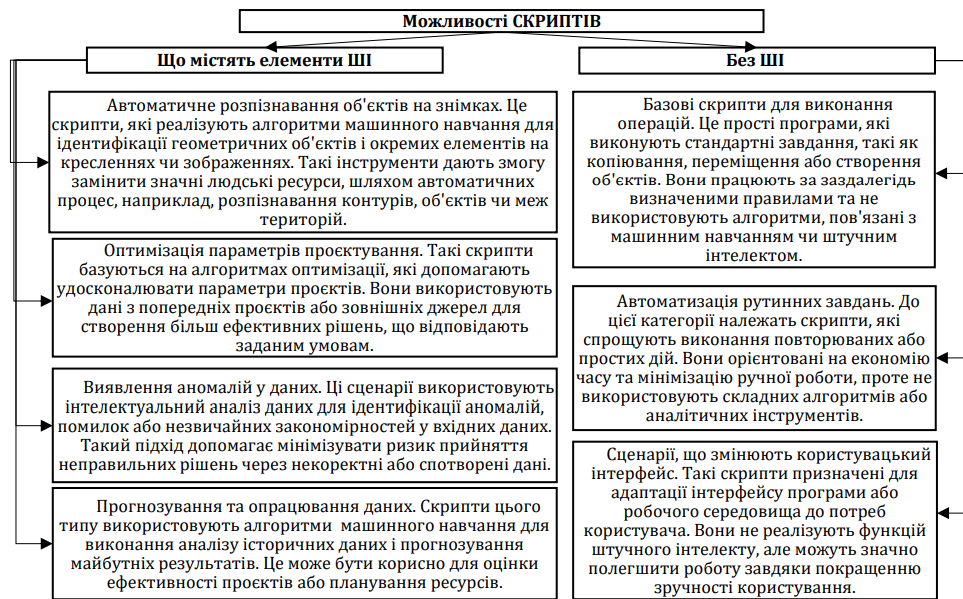 Можливості СКРИПТІВ
Що містять елементи ШІ
Автоматичне розпізнавання об'єктів на знімках. Це
скрипти, які реалізують алгоритми машинного навчання для
ідентифікації геометричних об'єктів і окремих елементів на
кресленнях чи зображеннях. Такі інструменти дають змогу
замінити значні людські ресурси, шляхом автоматичних
процес, наприклад, розпізнавання контурів, об'єктів чи меж
територій.
Оптимізація параметрів проєктування. Такі скрипти
базуються на алгоритмах оптимізації, які допомагають
удосконалювати параметри проєктів. Вони використовують
дані з попередніх проєктів або зовнішніх джерел для
створення більш ефективних рішень, що відповідають
заданим умовам.
Виявлення аномалій у даних. Ці сценарії використовують
інтелектуальний аналіз даних для ідентифікації аномалій,
помилок або незвичайних закономірностей у вхідних даних.
Такий підхід допомагає мінімізувати ризик прийняття
неправильних рішень через некоректні або спотворені дані.
Прогнозування та опрацювання даних. Скрипти цього
типу використовують алгоритми машинного навчання для
виконання аналізу історичних даних і прогнозування
майбутніх результатів. Це може бути корисно для оцінки
ефективності проєктів або планування ресурсів.
Без ШІ
Базові скрипти для виконання
операцій. Це прості програми, які
виконують стандартні завдання, такі як
копіювання, переміщення або створення
об'єктів. Вони працюють за заздалегідь
визначеними правилами та не
використовують алгоритми, пов'язані з
машинним навчанням чи штучним
інтелектом.
Автоматизація рутинних завдань. До
цієї категорії належать скрипти, які
спрощують виконання повторюваних або
простих дій. Вони орієнтовані на економію
часу та мінімізацію ручної роботи, проте не
використовують складних алгоритмів або
аналітичних інструментів.
Сценарії, що змінюють користувацький
інтерфейс. Такі скрипти призначені для
адаптації інтерфейсу програми або
робочого середовища до потреб
користувача. Вони не реалізують функцій
штучного інтелекту, але можуть значно
полегшити роботу завдяки покращенню
зручності користування.